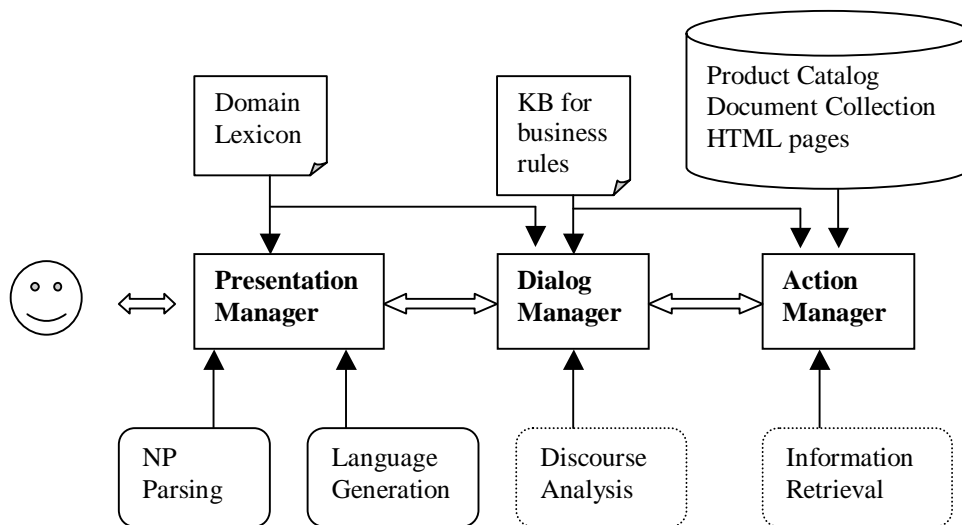 Domain
Lexicon
KB for
business
rules
Product Catalog
Document Collection
HTML pages
Presentation
Manager
Dialog
Manager
Action
Manager
NP
Parsing
Language
Generation
Discourse
Analysis
Information
Retrieval